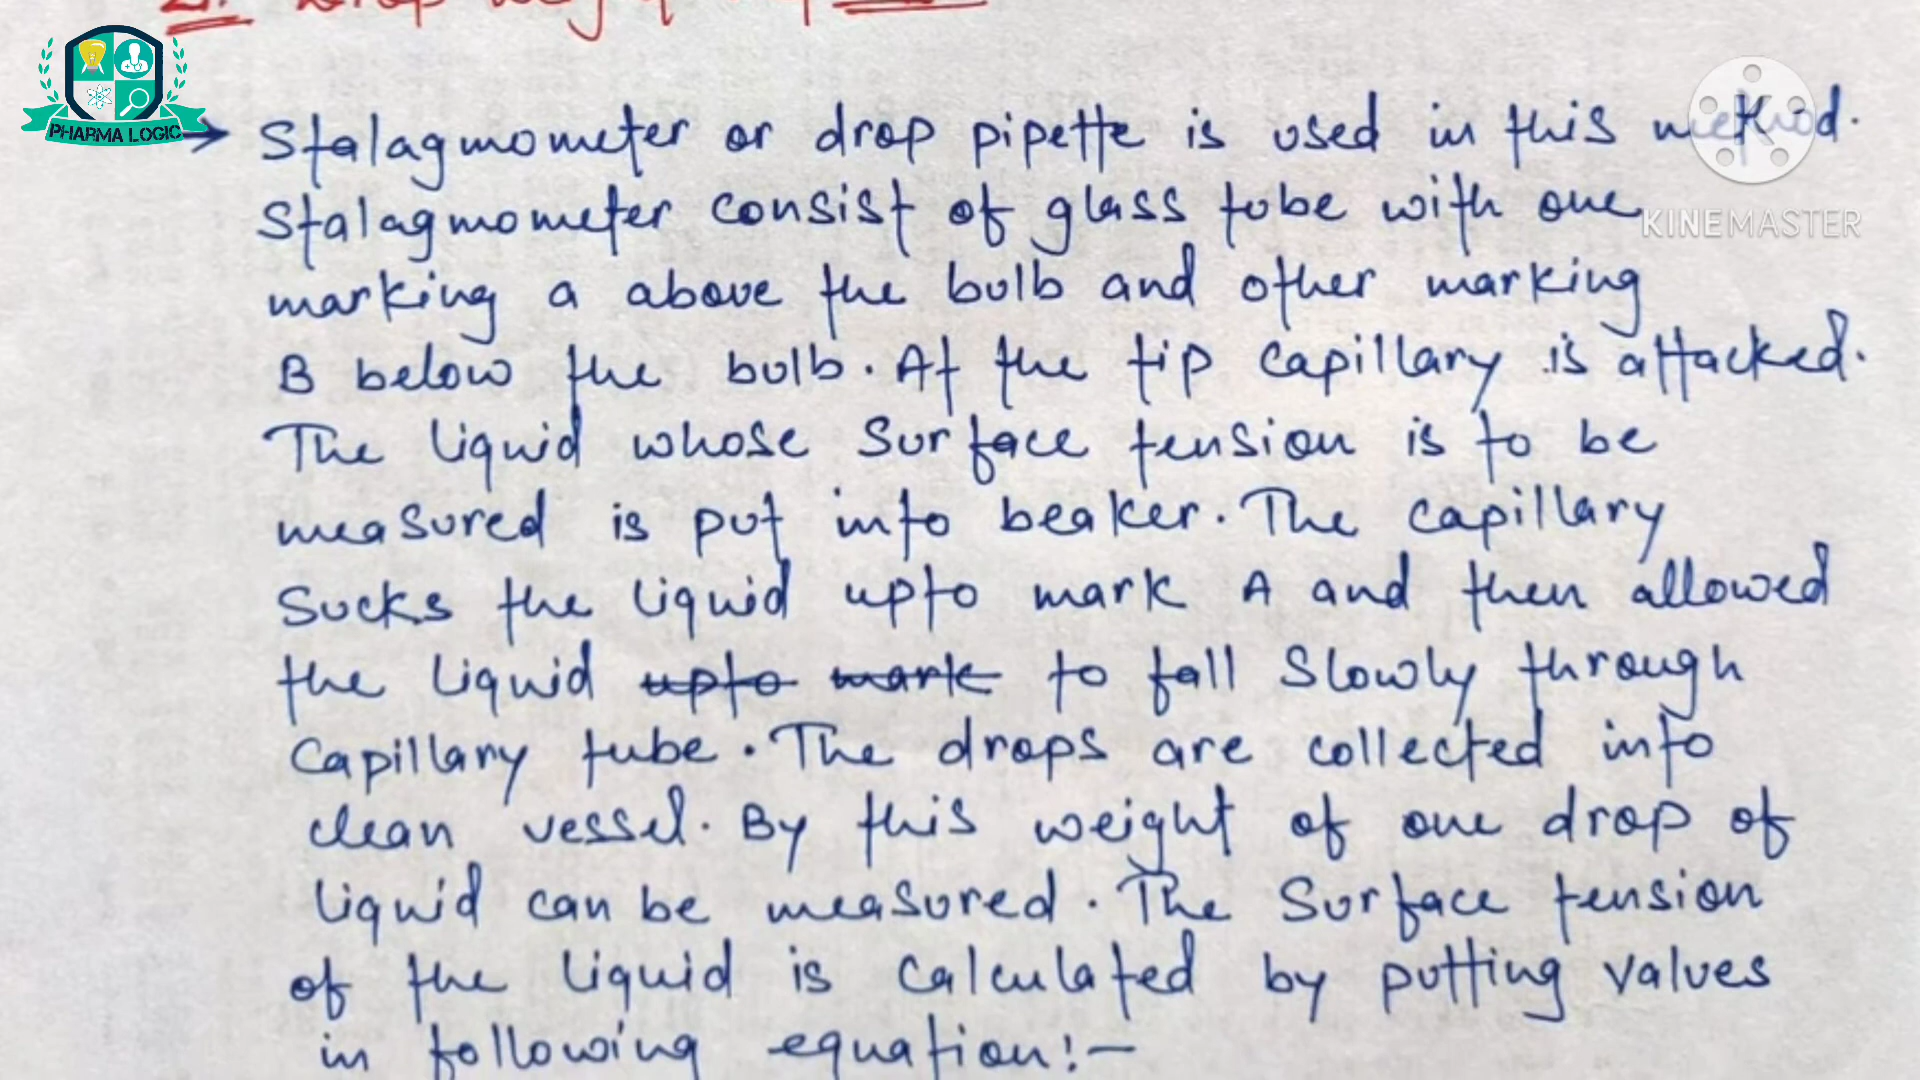 PHARMA LOGIC
Stalagmometer or drop pipette is used in this method.
KINEMASTER
Stalagmometer consist of glass tube with one
marking a above the bulb and other marking
B below the bulb. At the tip capillary is attacked.
The liquid whose surface tension is to be
measured is put into beaker. The capillary
Sucks the liquid upto mark A and then allowed
the liquid upto mark to fall slowly through
Capillary tube. The drops are collected into
clean vessel. By this weight of one drop of
liquid can be measured. The Surface tension
of the liquid is calculated by putting values
in following equation:-